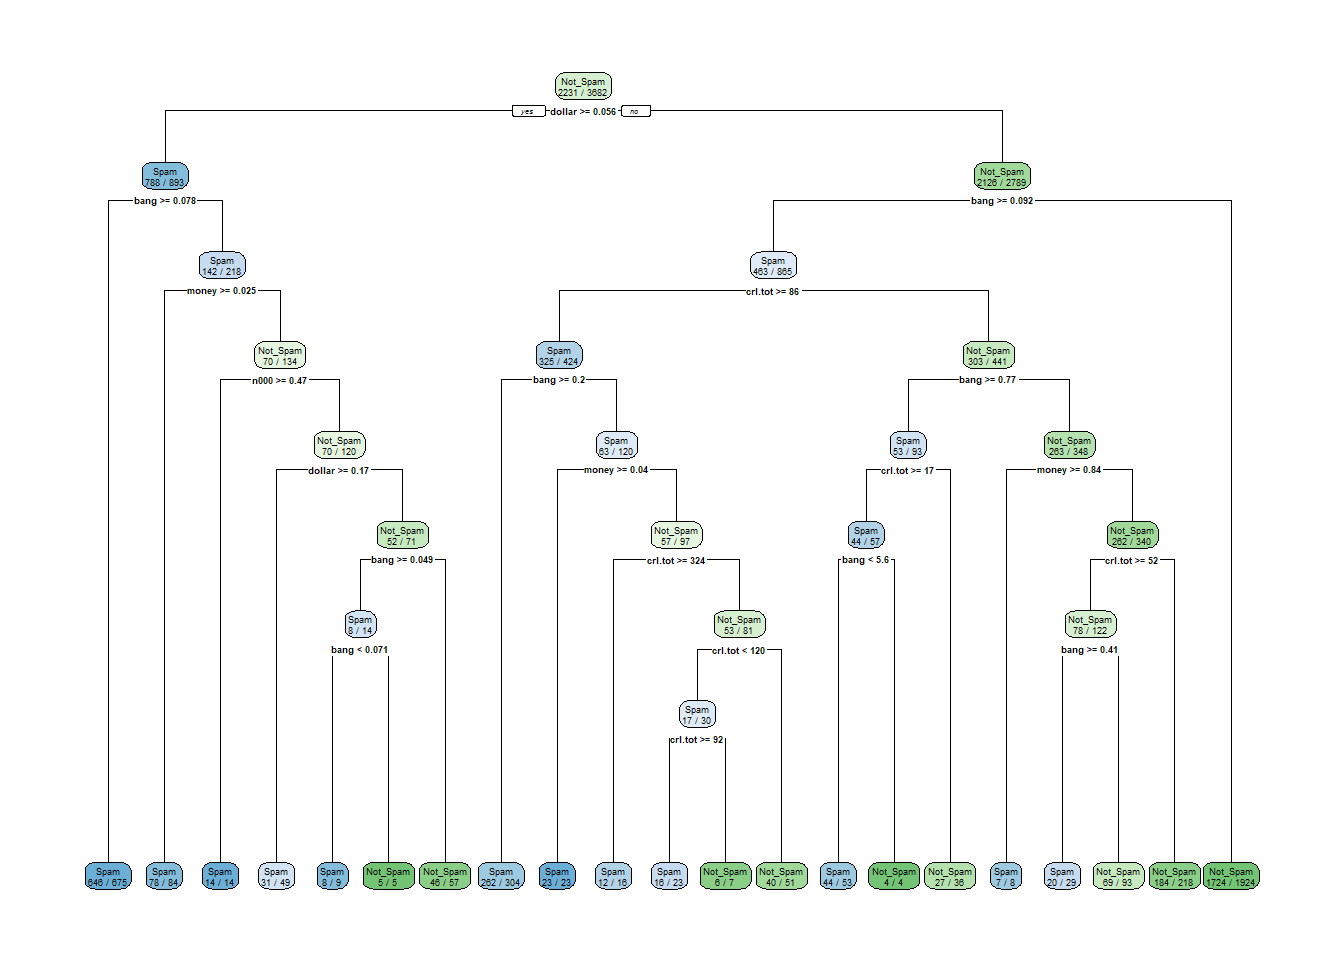 Not_Spam
2231 / 3682
yes dollar >= 0.056 no
Spam
788 / 893
Not_Spam
2126 / 2789
bang >= 0.078
bang >= 0.092
Spam
142 / 218
Spam
463 / 865
money >= 0.025
crl.tot >= 86
Not_Spam
70 / 134
Spam
325 / 424
Not_Spam
303 / 441
n000 >= 0.47
bang >= 0.2
bang >= 0.77
Not_Spam
70 / 120
Spam
63 / 120
Spam
53 / 93
Not_Spam
263 / 348
dollar >= 0.17
money >= 0.04
crl.tot >= 17
money >= 0.84
Not_Spam
52 / 71
Not_Spam
57 / 97
Spam
44 / 57
Not_Spam
262 / 340
bang >= 0.049
crl.tot >= 324
bang < 5.6
crl.tot >= 52
Spam
8 / 14
Not_Spam
53 / 81
Not_Spam
78 / 122
bang < 0.071
crl.tot < 120
bang >= 0.41
Spam
17 / 30
crl.tot >= 92
Spam
646 / 675
Spam
78 / 84
Spam
14 / 14
Spam
31 / 49
Spam
8 / 9
Not_Spam
5 / 5
Not_Spam
46 / 57
Spam
262 / 304
Spam
23 / 23
Spam
12 / 16
Spam
16 / 23
Not_Spam
6 / 7
Not_Spam
40 / 51
Spam
44 / 53
Not_Spam
4 / 4
Not_Spam
27 / 36
Spam
7 / 8
Spam
20 / 29
Not_Spam
69 / 93
Not_Spam
184 / 218
Not_Spam
1724 / 1924